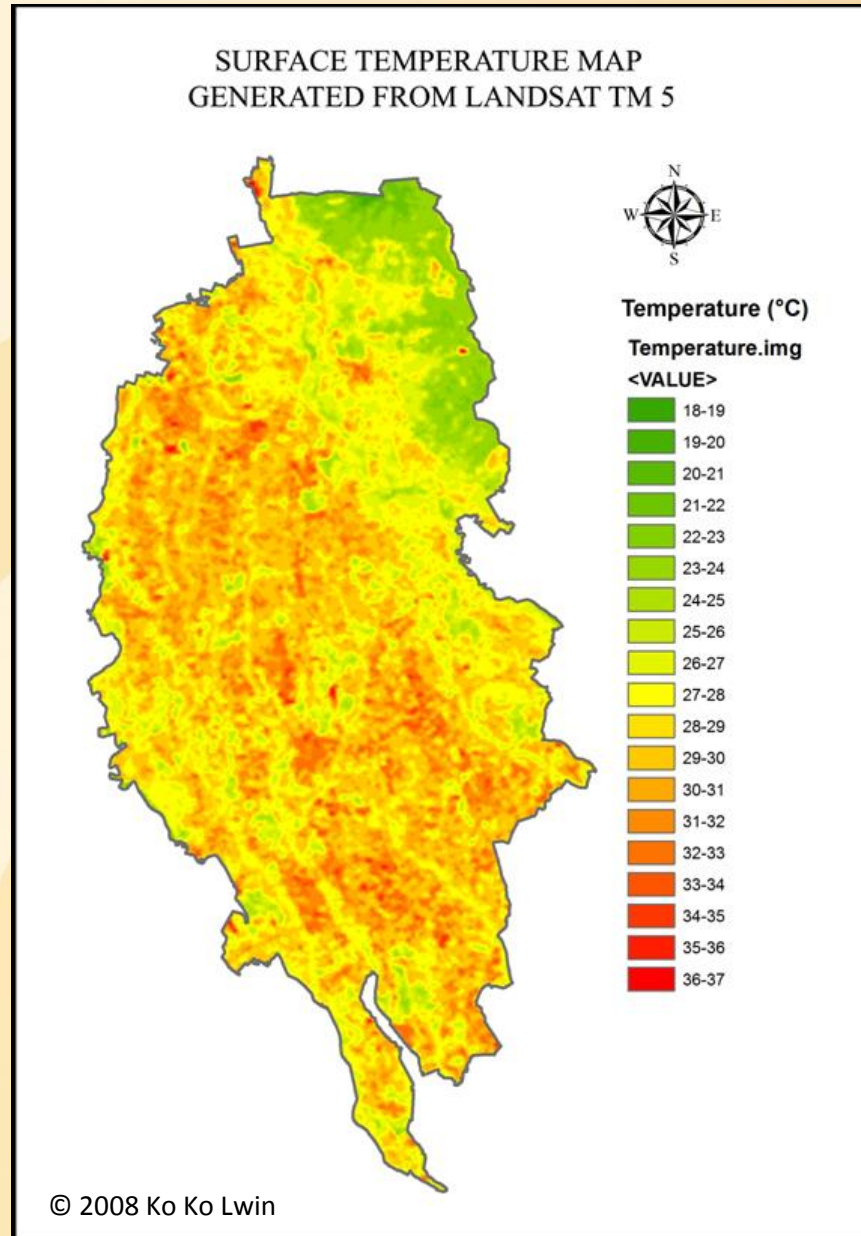 SURFACE TEMPERATURE MAP
GENERATED FROM LANDSAT TM 5
N
W
E
S
Temperature (°C)
Temperature.img
<VALUE>
18-19
19-20
20-21
21-22
22-23
23-24
24-25
25-26
26-27
27-28
28-29
29-30
30-31
31-32
32-33
33-34
34-35
35-36
36-37
© 2008 Ko Ko Lwin